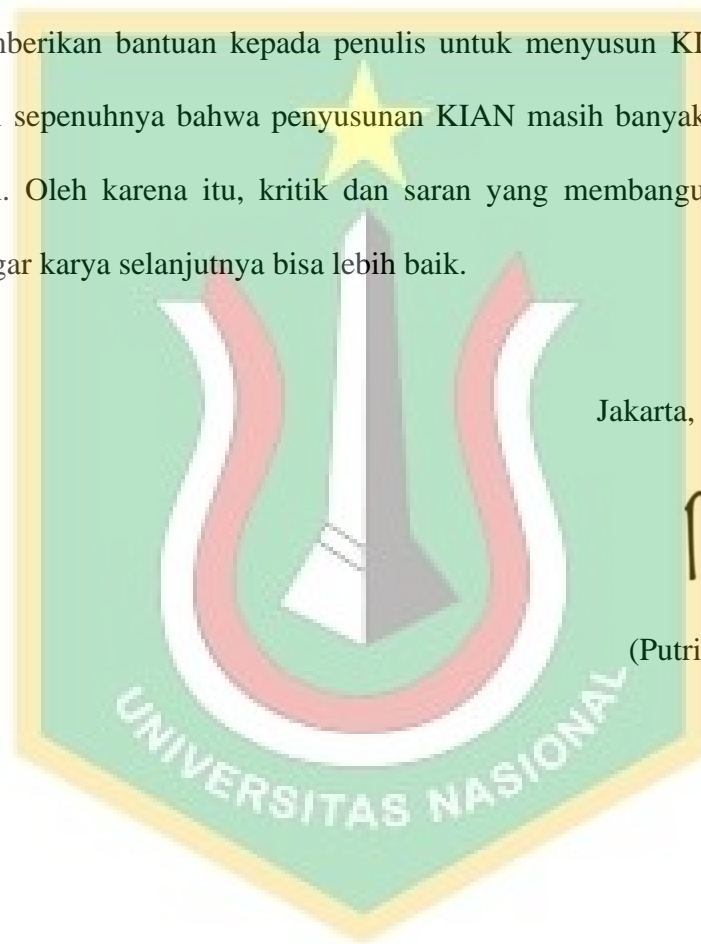 mberikan bantuan kepada penulis untuk menyusun KI
sepenuhnya bahwa penyusunan KIAN masih banyak
. Oleh karena itu, kritik dan saran yang membangu
gar karya selanjutnya bisa lebih baik.
Jakarta,
(Putri
UNIVERSITAS NASIONAL